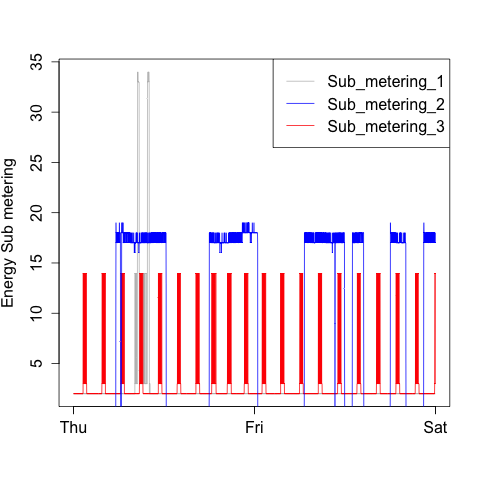 Energy Sub metering
35
30
25
20
15
10
5
Sub_metering_1
Sub_metering_2
Sub_metering_3
Thu Fri Sat